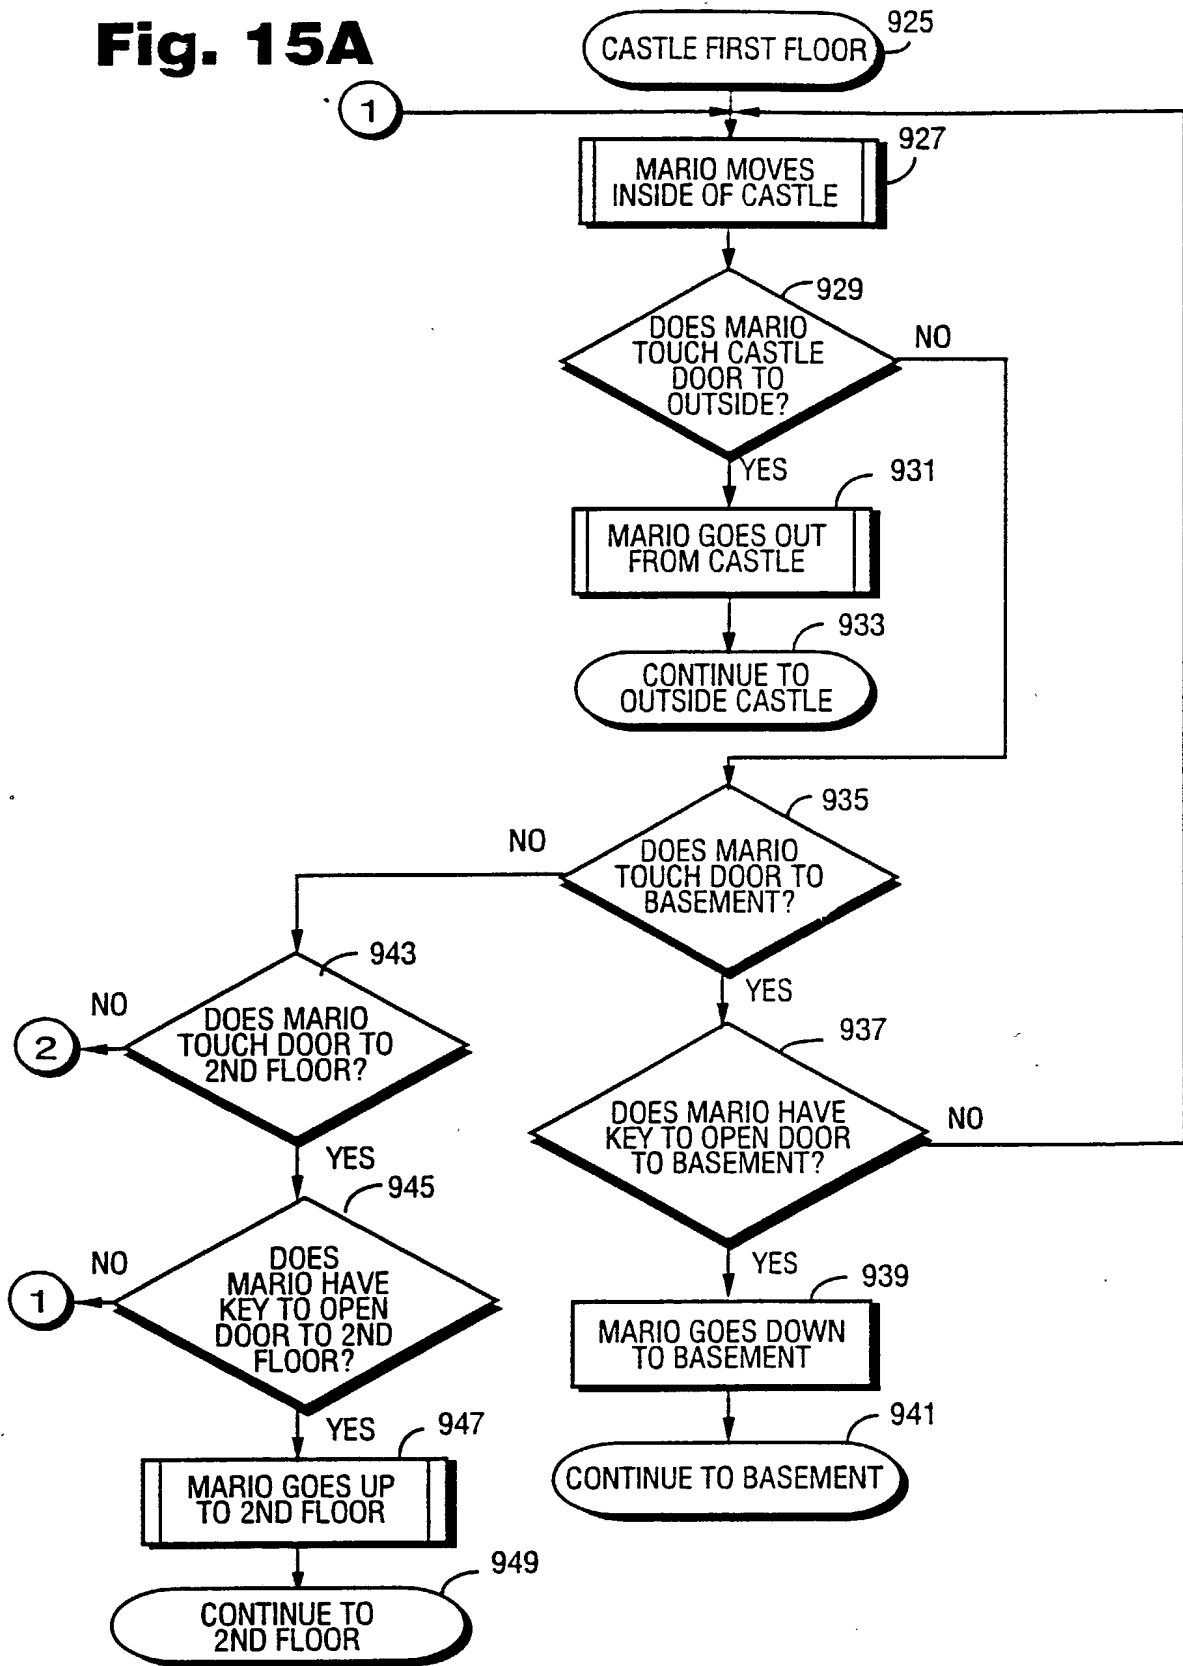 Fig. 15A
CASTLE FIRST FLOOR
925
1
MARIO MOVES
INSIDE OF CASTLE
927
DOES MARIO
TOUCH CASTLE
DOOR TO
OUTSIDE?
929
NO
YES
MARIO GOES OUT
FROM CASTLE
931
CONTINUE TO
OUTSIDE CASTLE
933
DOES MARIO
TOUCH DOOR TO
BASEMENT?
935
NO
YES
DOES MARIO
TOUCH DOOR TO
2ND FLOOR?
943
NO
2
YES
DOES MARIO HAVE
KEY TO OPEN DOOR
TO BASEMENT?
937
NO
YES
DOES
MARIO HAVE
KEY TO OPEN
DOOR TO 2ND
FLOOR?
945
NO
1
YES
MARIO GOES DOWN
TO BASEMENT
939
CONTINUE TO BASEMENT
941
MARIO GOES UP
TO 2ND FLOOR
947
CONTINUE TO
2ND FLOOR
949